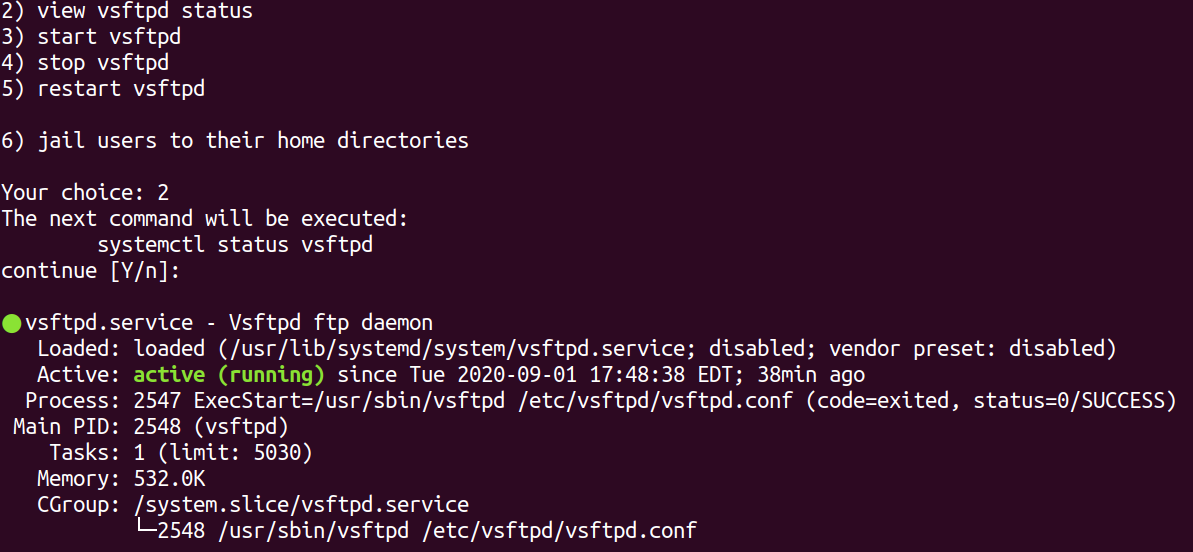 2) view vsftpd status
3) start vsftpd
4) stop vsftpd
5) restart vsftpd
6) jail users to their home directories
Your choice: 2
The next command will be executed:
systemctl status vsftpd
continue [Y/n]:
vsftpd.service - Vsftpd ftp daemon
Loaded: loaded (/usr/lib/systemd/system/vsftpd.service; disabled; vendor preset: disabled)
Active: active (running) since Tue 2020-09-01 17:48:38 EDT; 38min ago
Process: 2547 ExecStart=/usr/sbin/vsftpd /etc/vsftpd/vsftpd.conf (code=exited, status=0/SUCCESS)
Main PID: 2548 (vsftpd)
Tasks: 1 (limit: 5030)
Memory: 532.0K
CGroup: /system.slice/vsftpd.service
└─2548 /usr/sbin/vsftpd /etc/vsftpd/vsftpd.conf